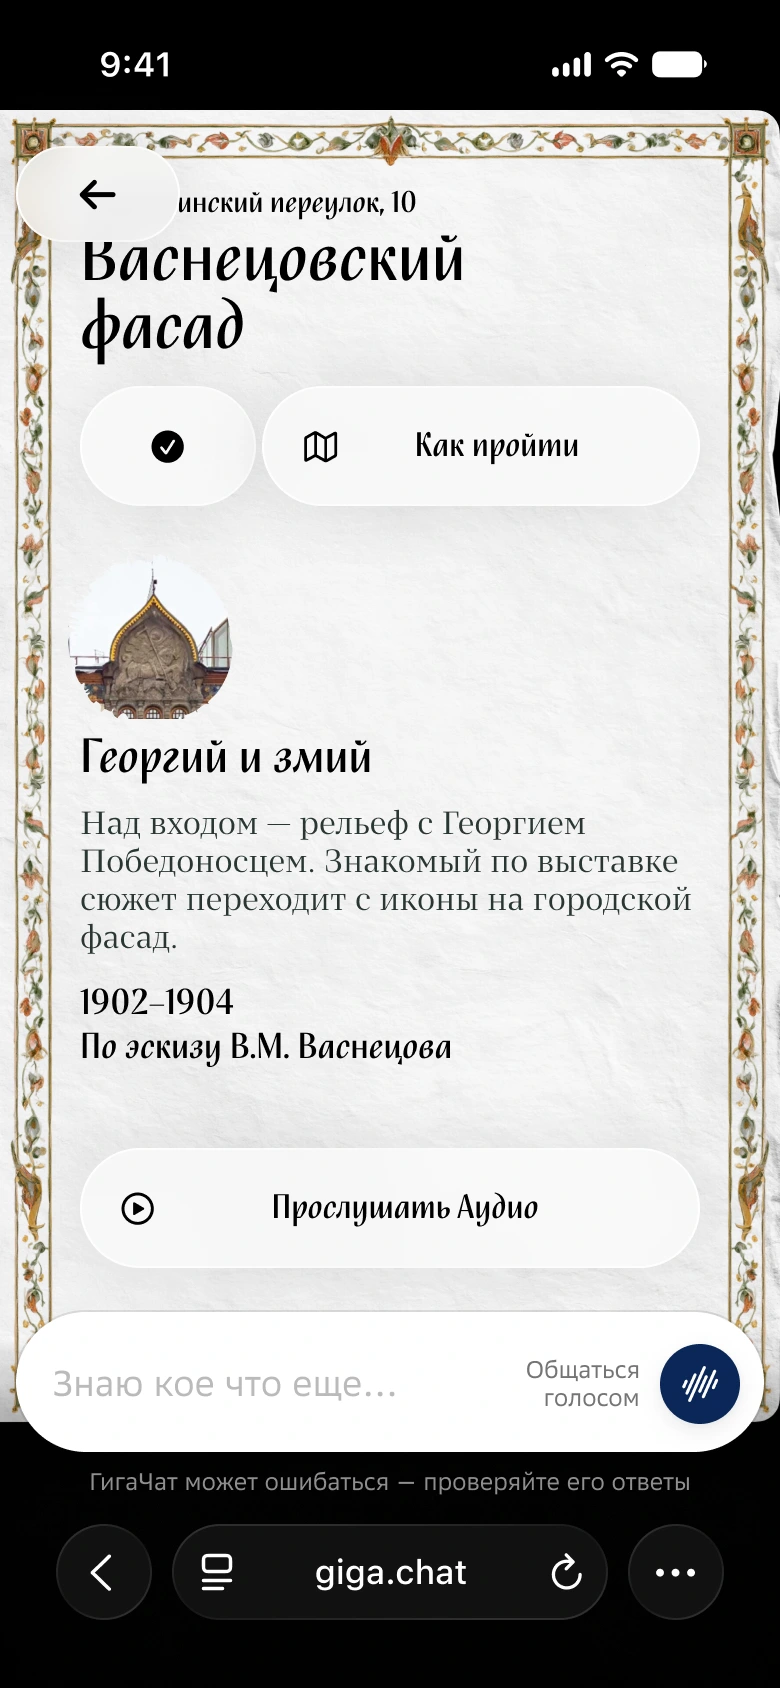 9:41
инский переулок, 10
Васнецовский
фасад
Как пройти
Георгий и змий
Над входом — рельеф с Георгием
Победоносцем. Знакомый по выставке
сюжет переходит с иконы на городской
фасад.
1902–1904
По эскизу В.М. Васнецова
Прослушать Аудио
Знаю кое что еще...
Общаться
голосом
ГигаЧат может ошибаться — проверяйте его ответы
giga.chat